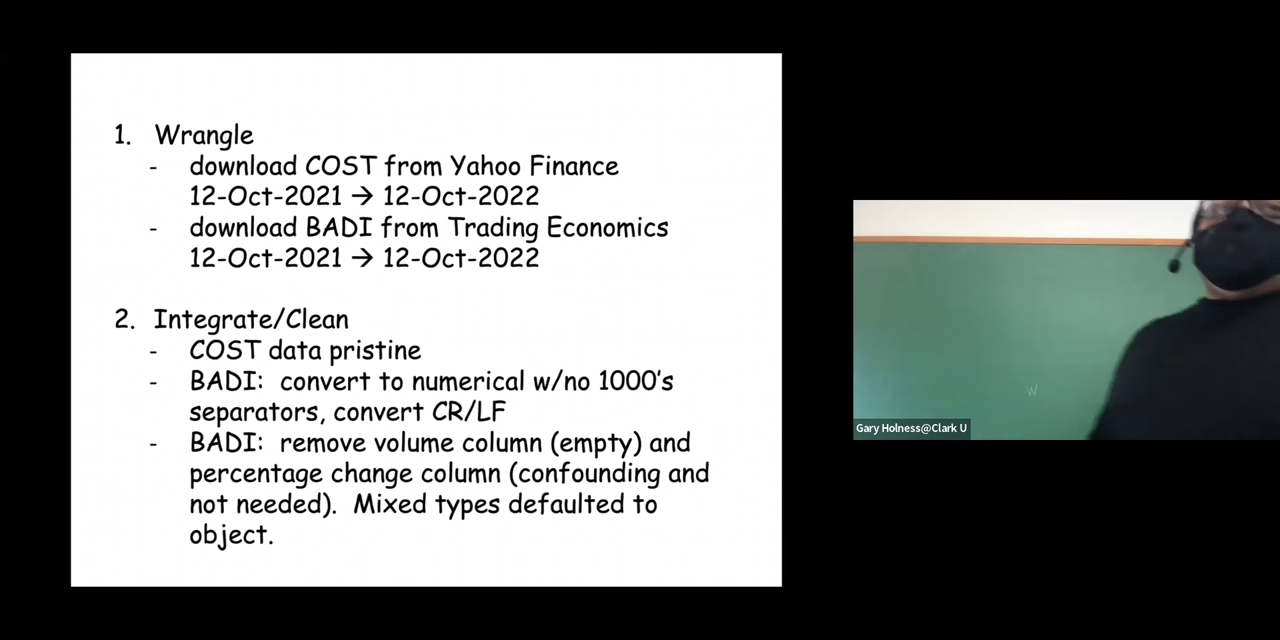 1. Wrangle
- download COST from Yahoo Finance
12-Oct-2021 → 12-Oct-2022
- download BADI from Trading Economics
12-Oct-2021 → 12-Oct-2022
2. Integrate/Clean
- COST data pristine
- BADI: convert to numerical w/no 1000's
separators, convert CR/LF
- BADI: remove volume column (empty) and
percentage change column (confounding and
not needed). Mixed types defaulted to
object.
W
Gary Holness@Clark U